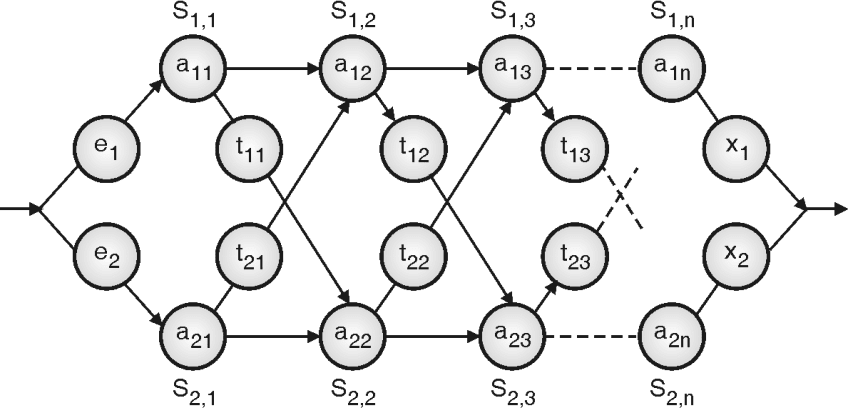 S1,1 S1,2 S1,3 S1,n
a11 a12 a13 a1n
e1 t11 t12 t13 x1
e2 t21 t22 t23 x2
a21 a22 a23 a2n
S2,1 S2,2 S2,3 S2,n